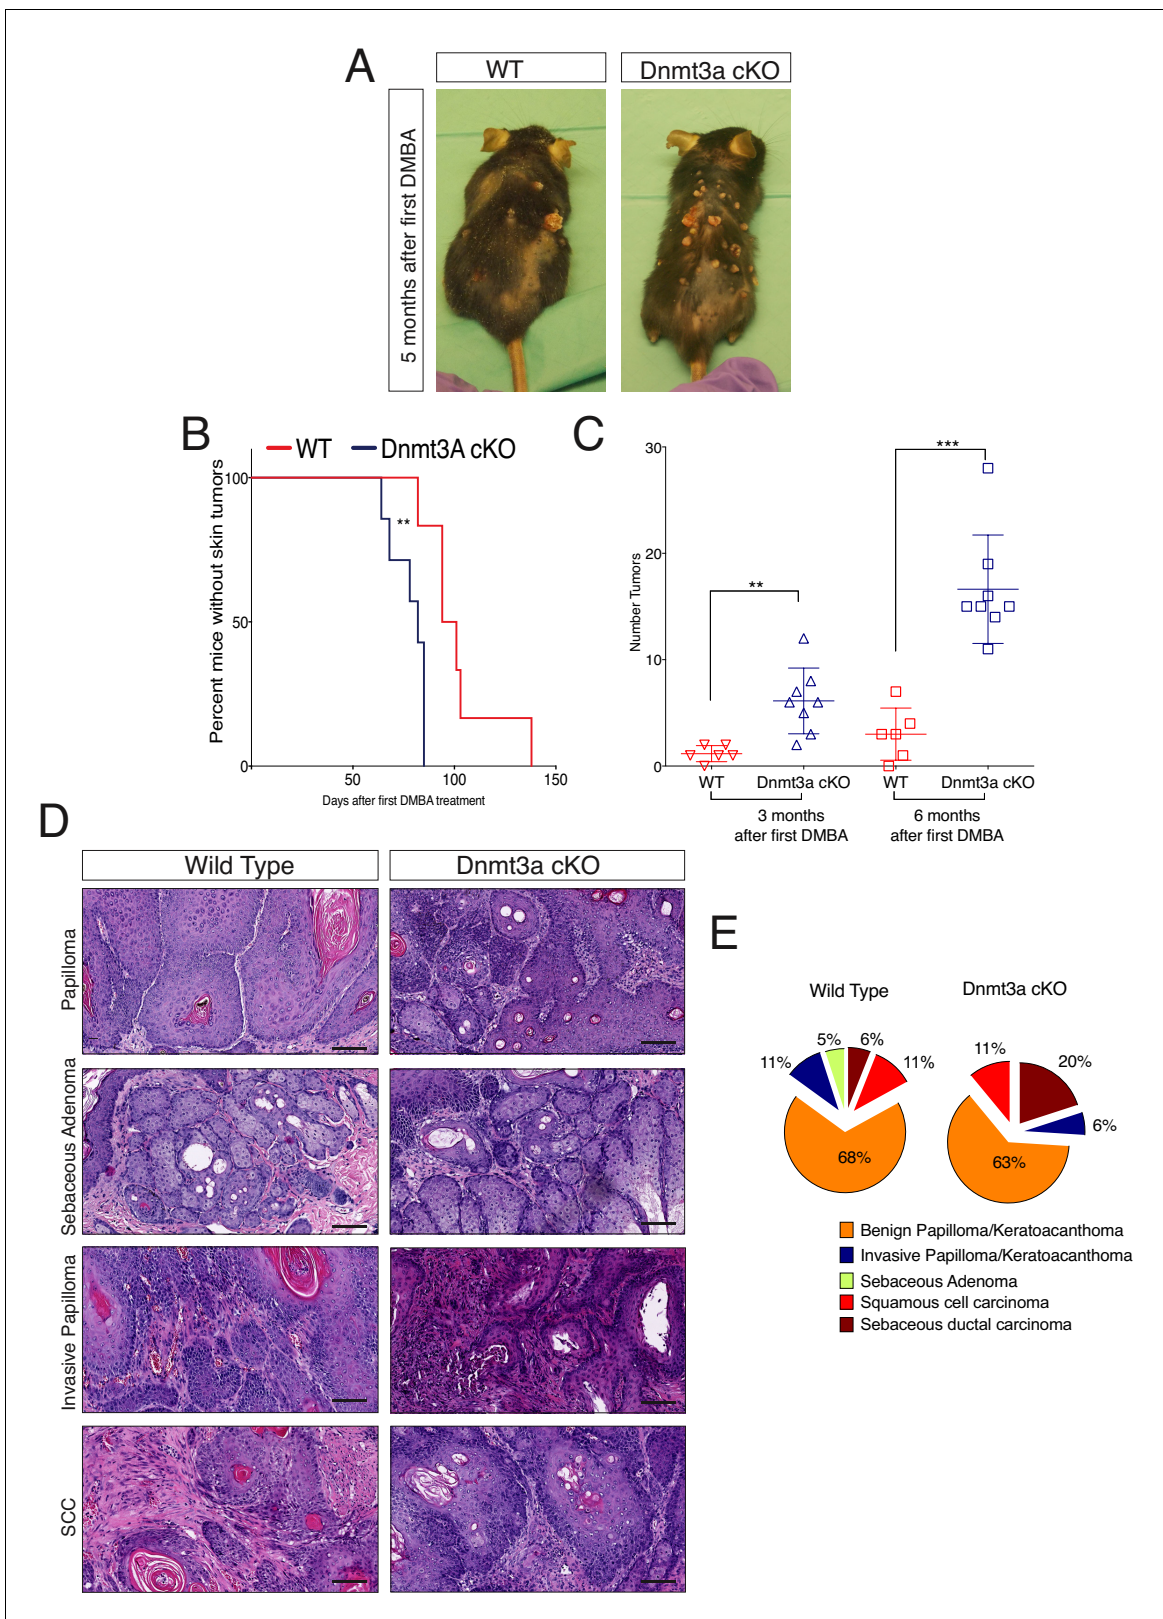 A
WT
Dnmt3a cKO
5 months after first DMBA
B
WT
Dnmt3A cKO
Percent mice without skin tumors
100
50
0
**
50
100
150
Days after first DMBA treatment
C
Number Tumors
30
20
10
0
**
***
WT
Dnmt3a cKO
WT
Dnmt3a cKO
3 months
after first DMBA
6 months
after first DMBA
D
Wild Type
Dnmt3a cKO
Papilloma
Sebaceous Adenoma
Invasive Papilloma
SCC
E
Wild Type
Dnmt3a cKO
11%
5%
6%
11%
68%
11%
20%
6%
63%
Benign Papilloma/Keratoacanthoma
Invasive Papilloma/Keratoacanthoma
Sebaceous Adenoma
Squamous cell carcinoma
Sebaceous ductal carcinoma